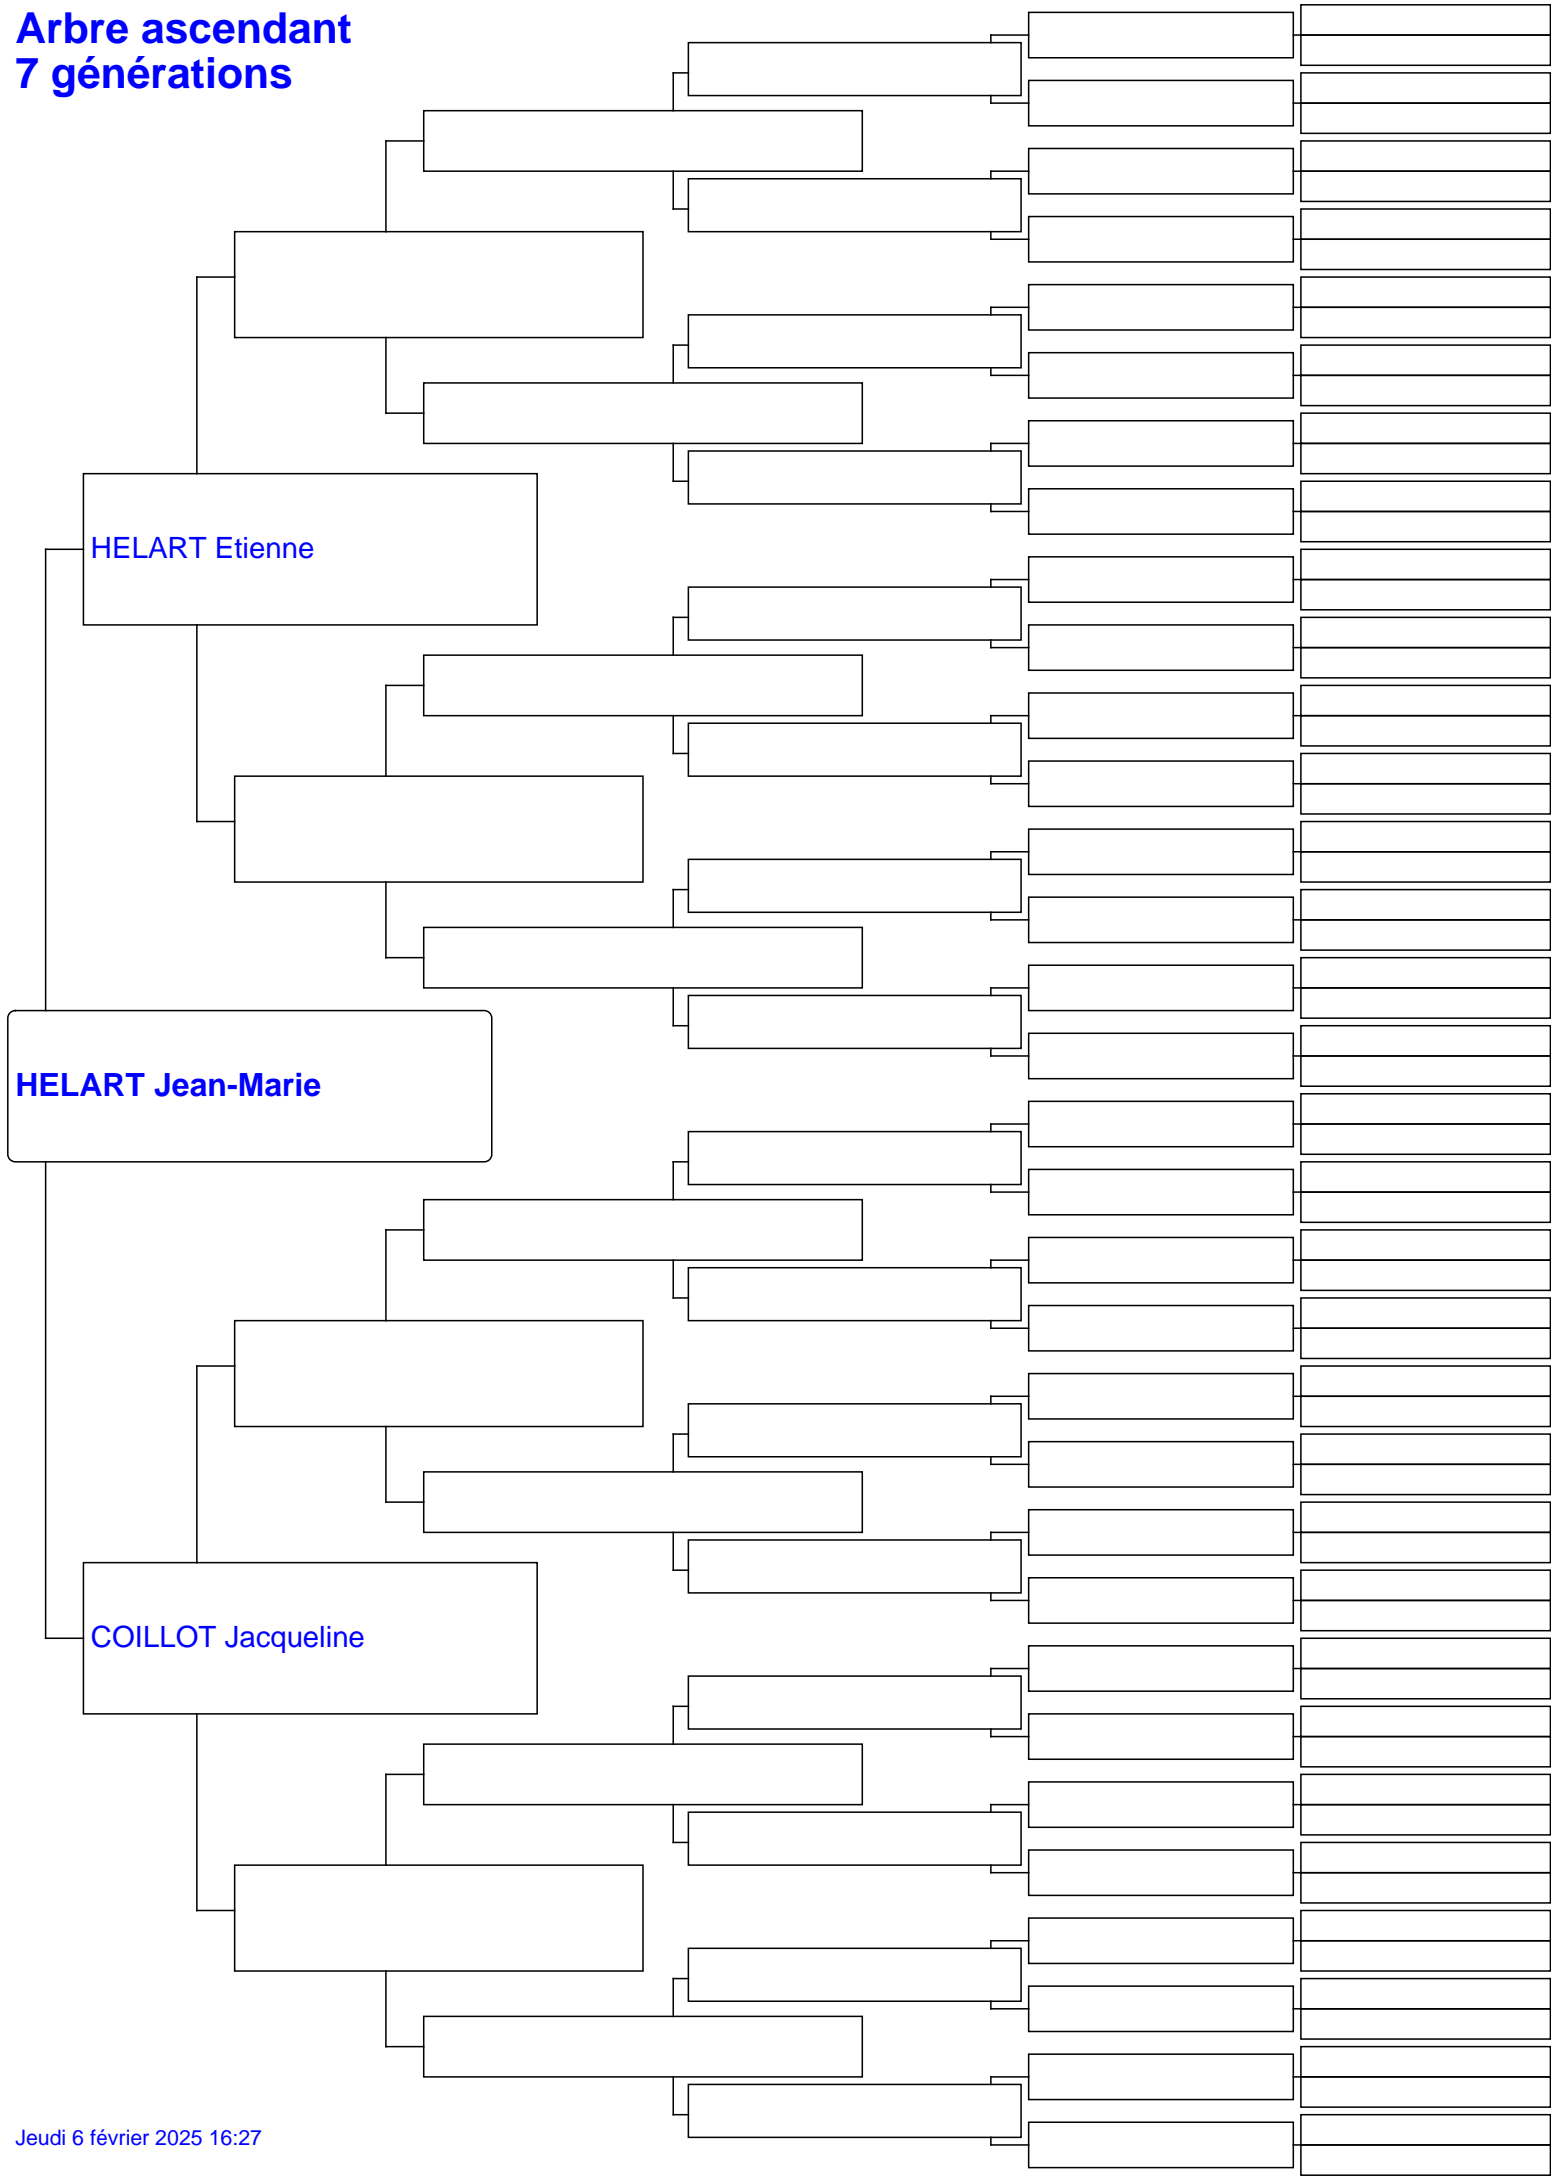 Arbre ascendant
7 générations
HELART Etienne
HELART Jean-Marie
COILLOT Jacqueline
Jeudi 6 février 2025 16:27